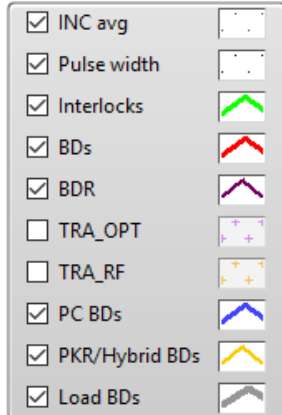 INC avg
Pulse width
Interlocks
BDs
BDR
TRA_OPT
TRA_RF
PC BDs
PKR/Hybrid BDs
Load BDs